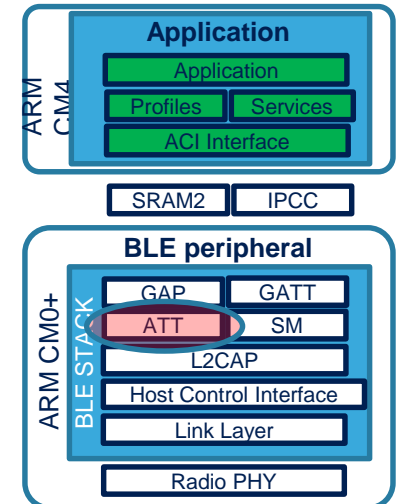 Application
Application
Profiles Services
ACI Interface
ARM
CM4
SRAM2 IPCC
BLE peripheral
GAP GATT
ATT SM
L2CAP
Host Control Interface
Link Layer
BLE STACK
ARM CM0+
Radio PHY